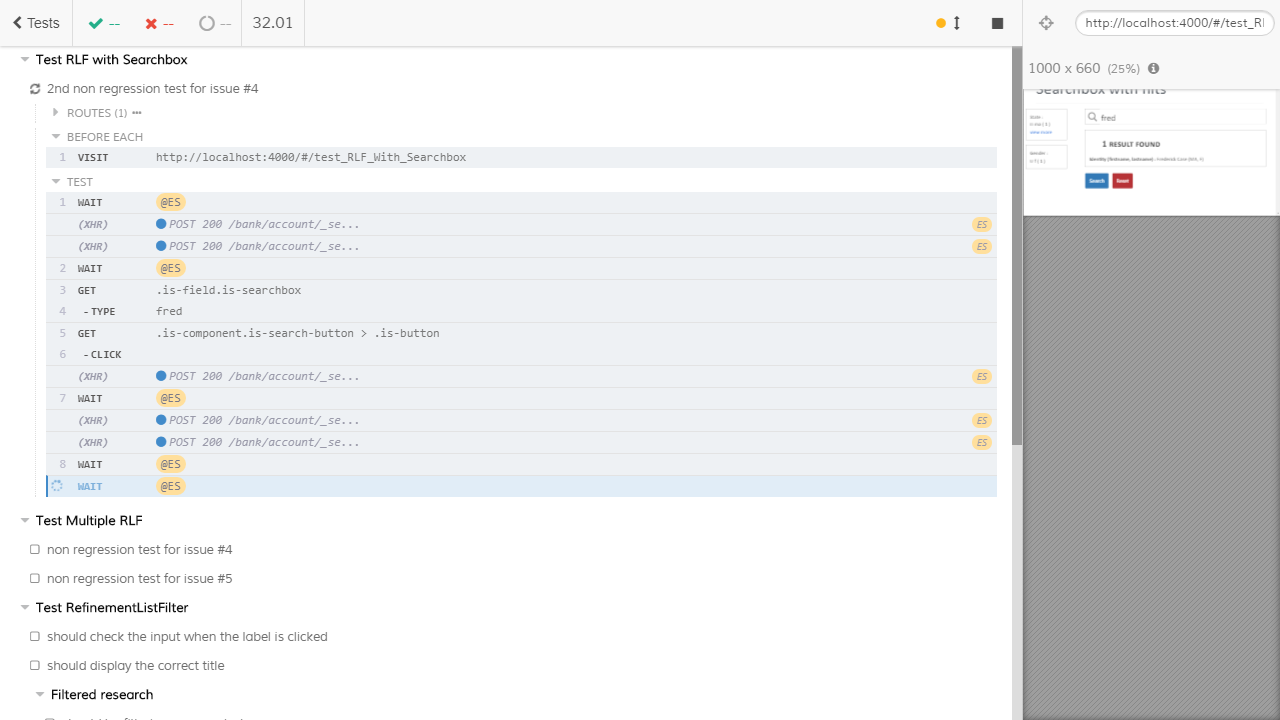 Tests -- -- -- 32.01
http://localhost:4000/#/test_Rl
1000 x 660 (25%)
Test RLF with Searchbox
2nd non regression test for issue #4
ROUTES (1) •••
BEFORE EACH
1 VISIT http://localhost:4000/#/test_RLF_With_Searchbox
TEST
1 WAIT @ES
(XHR) POST 200 /bank/account/_se... ES
(XHR) POST 200 /bank/account/_se... ES
2 WAIT @ES
3 GET .is-field.is-searchbox
4 -TYPE fred
5 GET .is-component.is-search-button > .is-button
6 -CLICK
(XHR) POST 200 /bank/account/_se... ES
7 WAIT @ES
(XHR) POST 200 /bank/account/_se... ES
(XHR) POST 200 /bank/account/_se... ES
8 WAIT @ES
WAIT @ES
Test Multiple RLF
non regression test for issue #4
non regression test for issue #5
Test RefinementListFilter
should check the input when the label is clicked
should display the correct title
Filtered research
Searchbox with hits
fred
1 RESULT FOUND
view more
Search Reset